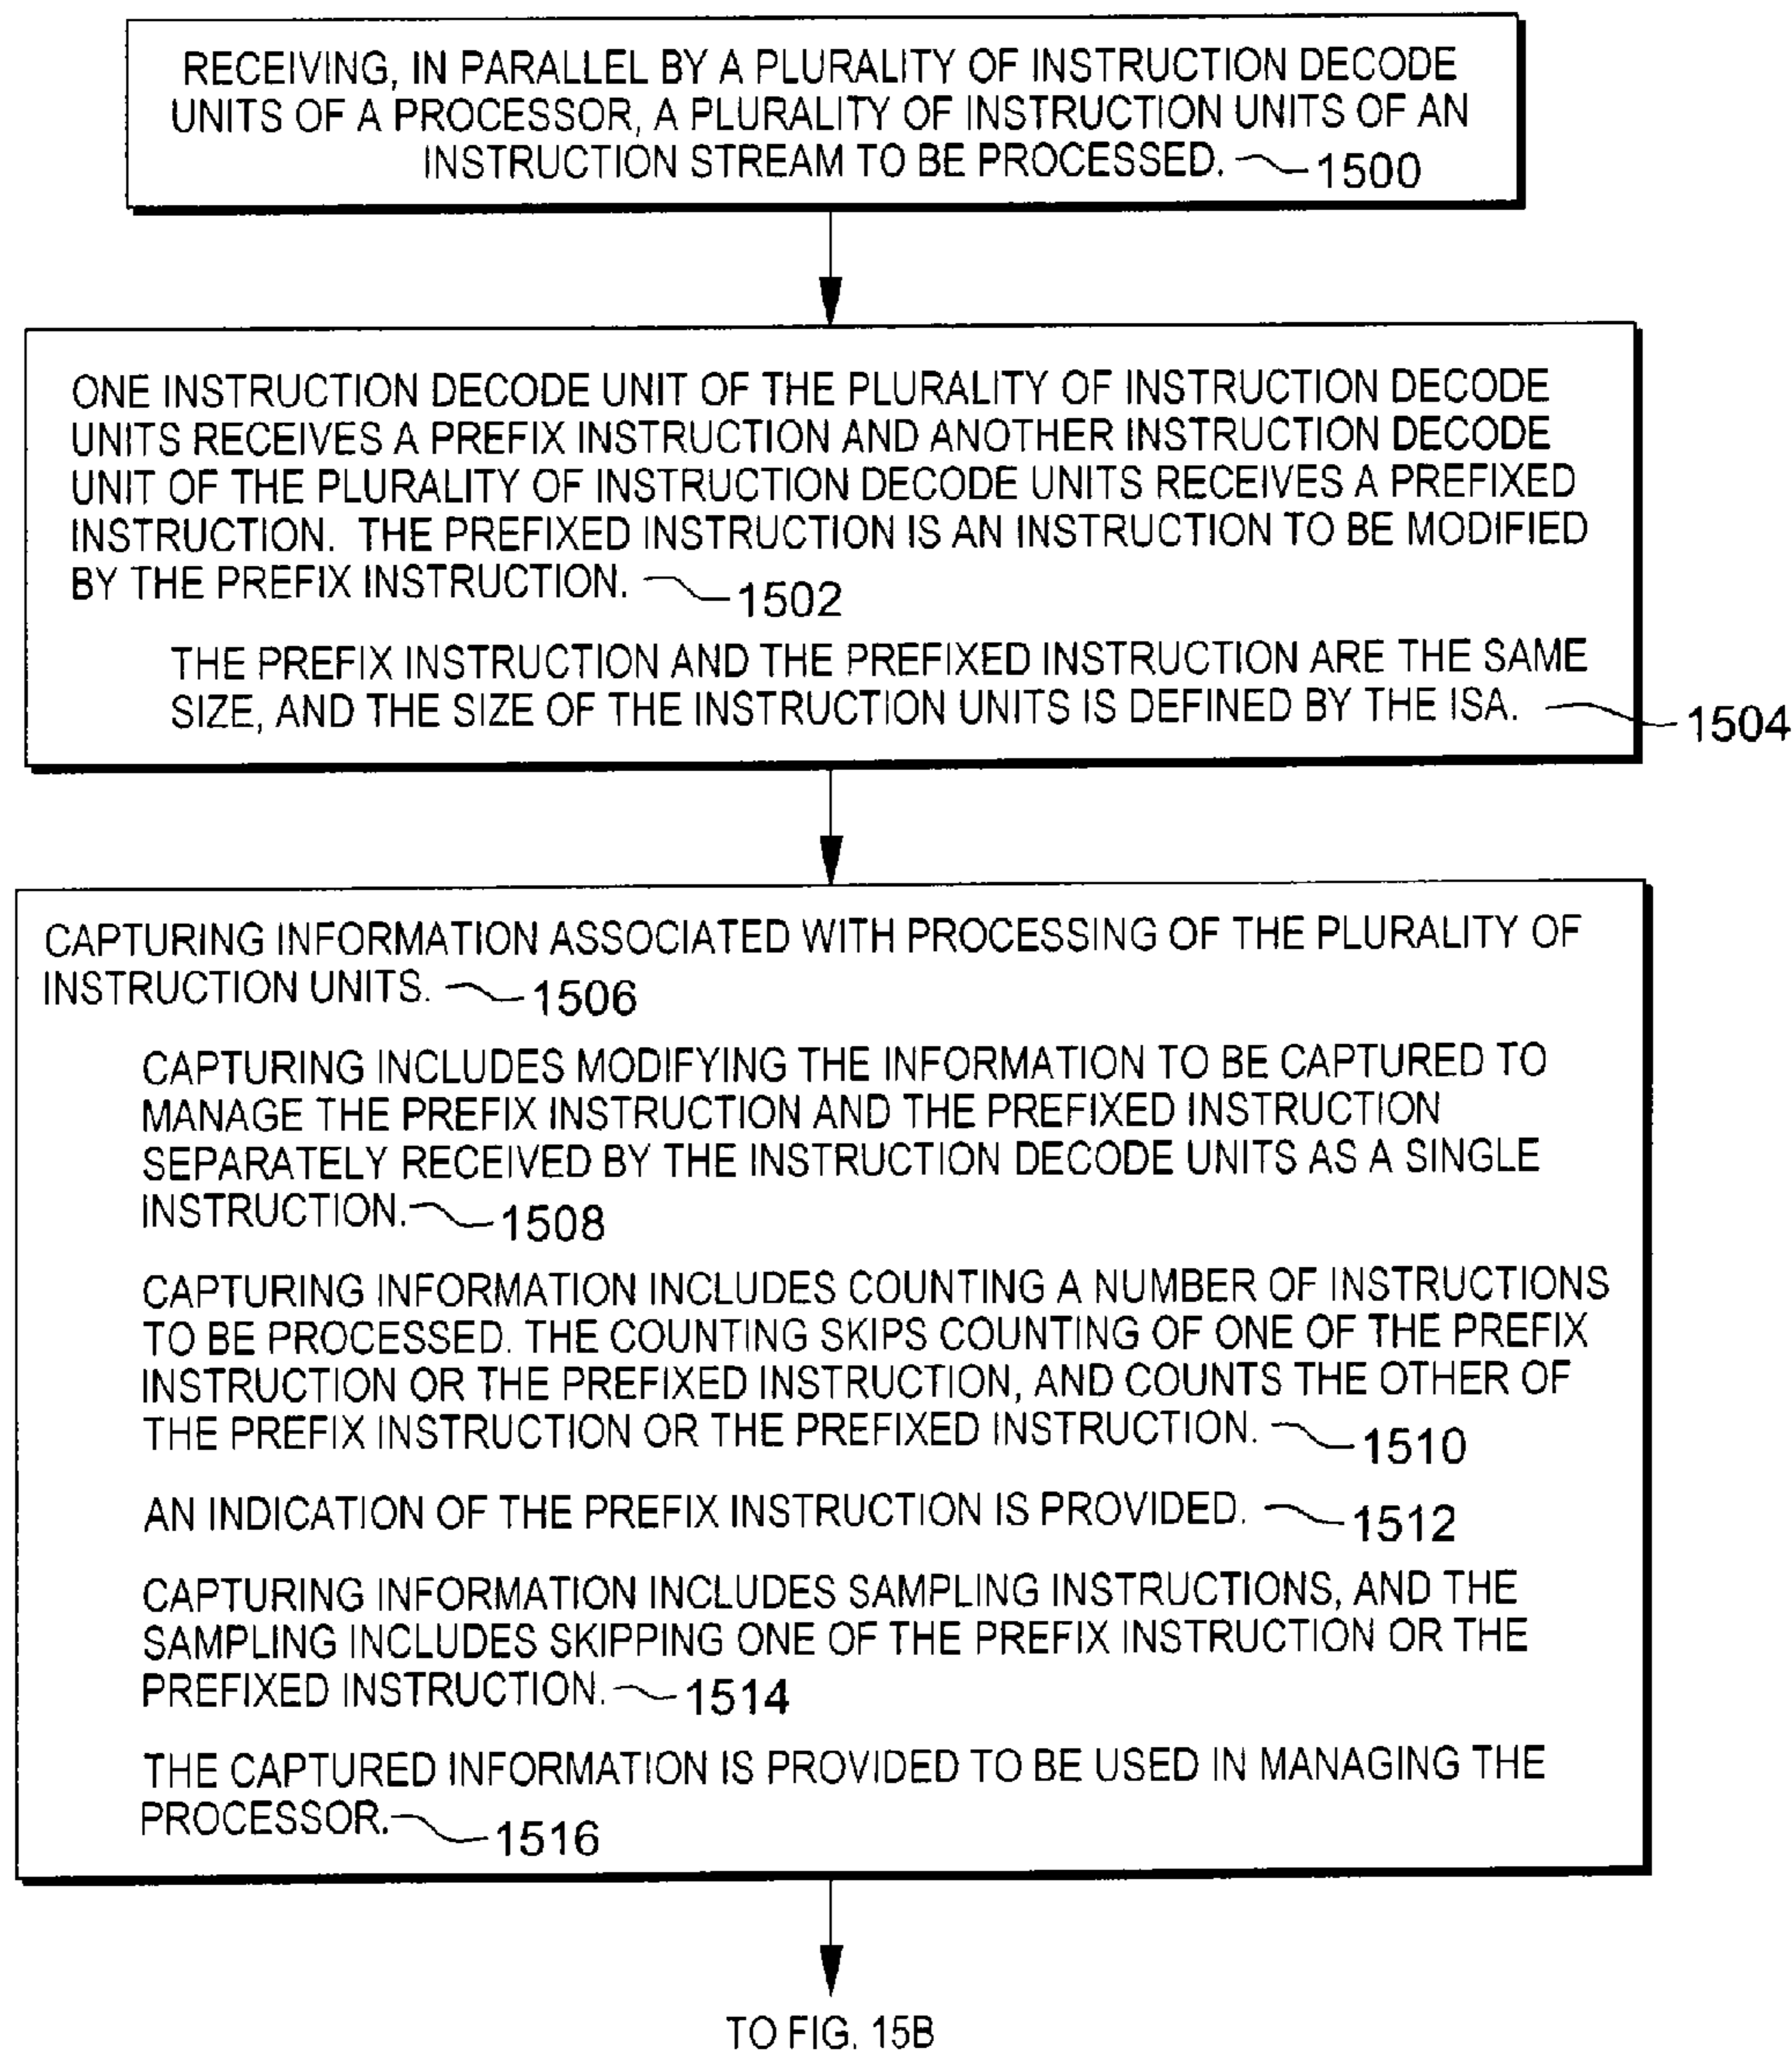 RECEIVING, IN PARALLEL BY A PLURALITY OF INSTRUCTION DECODE
UNITS OF A PROCESSOR, A PLURALITY OF INSTRUCTION UNITS OF AN
INSTRUCTION STREAM TO BE PROCESSED. 1500
ONE INSTRUCTION DECODE UNIT OF THE PLURALITY OF INSTRUCTION DECODE
UNITS RECEIVES A PREFIX INSTRUCTION AND ANOTHER INSTRUCTION DECODE
UNIT OF THE PLURALITY OF INSTRUCTION DECODE UNITS RECEIVES A PREFIXED
INSTRUCTION. THE PREFIXED INSTRUCTION IS AN INSTRUCTION TO BE MODIFIED
BY THE PREFIX INSTRUCTION. 1502
THE PREFIX INSTRUCTION AND THE PREFIXED INSTRUCTION ARE THE SAME
SIZE, AND THE SIZE OF THE INSTRUCTION UNITS IS DEFINED BY THE ISA. 1504
CAPTURING INFORMATION ASSOCIATED WITH PROCESSING OF THE PLURALITY OF
INSTRUCTION UNITS. 1506
CAPTURING INCLUDES MODIFYING THE INFORMATION TO BE CAPTURED TO
MANAGE THE PREFIX INSTRUCTION AND THE PREFIXED INSTRUCTION
SEPARATELY RECEIVED BY THE INSTRUCTION DECODE UNITS AS A SINGLE
INSTRUCTION. 1508
CAPTURING INFORMATION INCLUDES COUNTING A NUMBER OF INSTRUCTIONS
TO BE PROCESSED. THE COUNTING SKIPS COUNTING OF ONE OF THE PREFIX
INSTRUCTION OR THE PREFIXED INSTRUCTION, AND COUNTS THE OTHER OF
THE PREFIX INSTRUCTION OR THE PREFIXED INSTRUCTION. 1510
AN INDICATION OF THE PREFIX INSTRUCTION IS PROVIDED. 1512
CAPTURING INFORMATION INCLUDES SAMPLING INSTRUCTIONS, AND THE
SAMPLING INCLUDES SKIPPING ONE OF THE PREFIX INSTRUCTION OR THE
PREFIXED INSTRUCTION. 1514
THE CAPTURED INFORMATION IS PROVIDED TO BE USED IN MANAGING THE
PROCESSOR. 1516
TO FIG. 15B